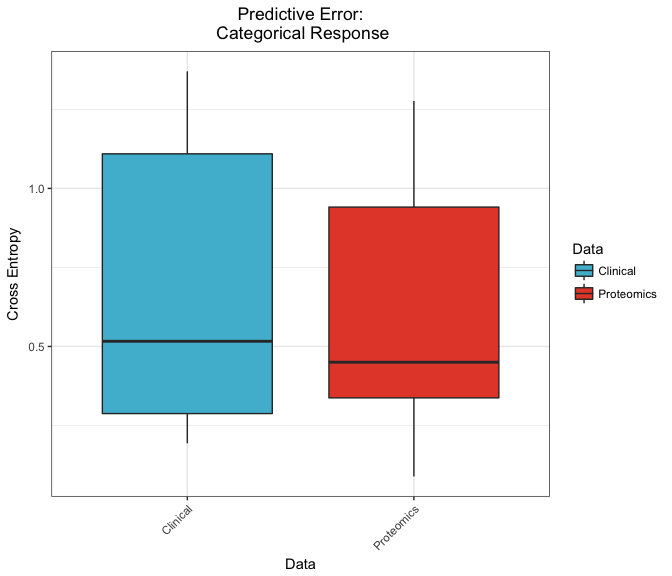 Predictive Error:
Categorical Response
Cross Entropy
1.0
0.5
Clinical
Proteomics
Data
Data
Clinical
Proteomics